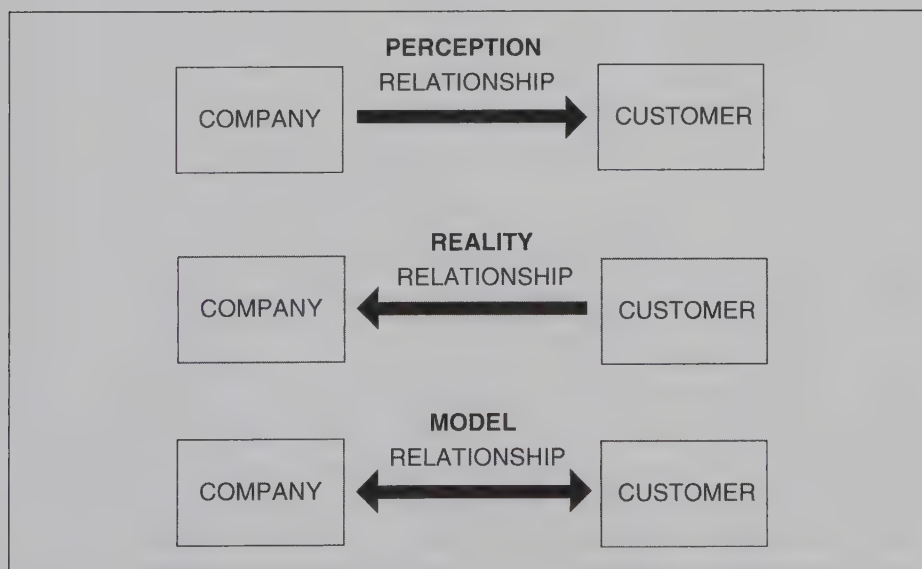 PERCEPTION
RELATIONSHIP
COMPANY
CUSTOMER
REALITY
RELATIONSHIP
COMPANY
CUSTOMER
MODEL
RELATIONSHIP
COMPANY
CUSTOMER